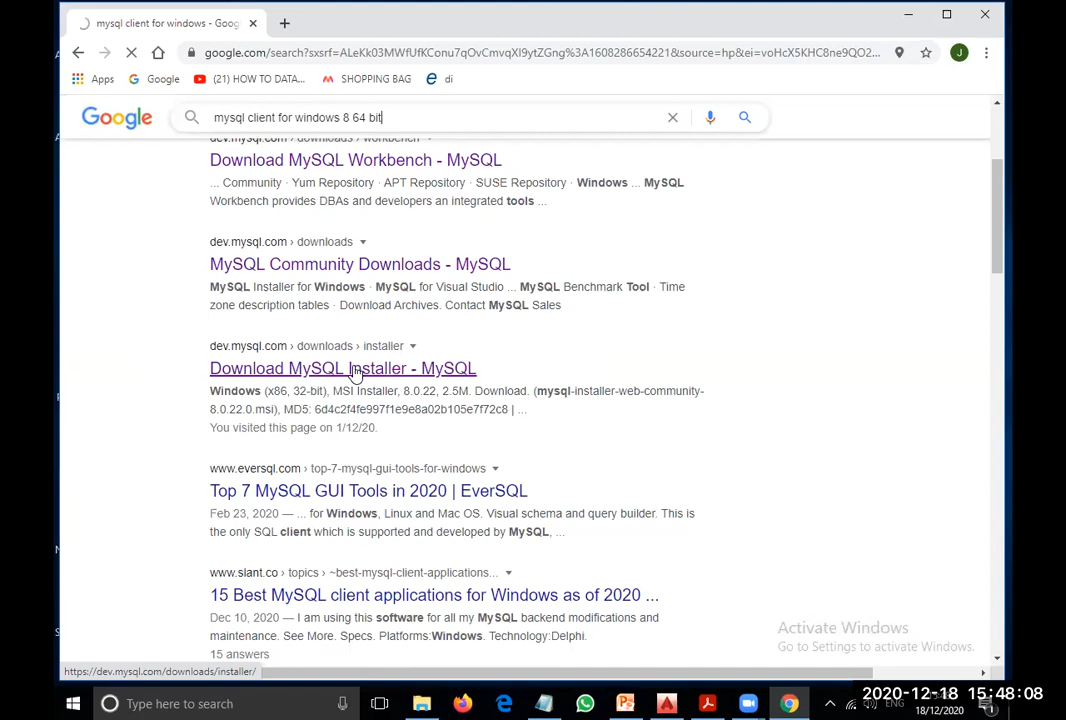 mysql client for windows - Goog
google.com/search?sxsrf=ALeKk03MWfUfKConu7qOvCmvqXI9ytZGng%3A1608286654221&source=hp&ei=voHcX5KHC8ne9QO2...
J
Apps
Google
(21) HOW TO DATA...
SHOPPING BAG
di
Google
mysql client for windows 8 64 bit
dev.mysql.com › downloads › workbench
Download MySQL Workbench - MySQL
... Community · Yum Repository · APT Repository · SUSE Repository · Windows ... MySQL
Workbench provides DBAs and developers an integrated tools ...
dev.mysql.com › downloads
MySQL Community Downloads - MySQL
MySQL Installer for Windows · MySQL for Visual Studio ... MySQL Benchmark Tool · Time
zone description tables · Download Archives. Contact MySQL Sales
dev.mysql.com › downloads › installer
Download MySQL Installer - MySQL
Windows (x86, 32-bit), MSI Installer, 8.0.22, 2.5M. Download. (mysql-installer-web-community-
8.0.22.0.msi), MD5: 6d4c2f4fe997f1e9e8a02b105e7f72c8 | ...
You visited this page on 1/12/20.
www.eversql.com › top-7-mysql-gui-tools-for-windows
Top 7 MySQL GUI Tools in 2020 | EverSQL
Feb 23, 2020 — ... for Windows, Linux and Mac OS. Visual schema and query builder. This is
the only SQL client which is supported and developed by MySQL, ...
www.slant.co › topics › ~best-mysql-client-applications...
15 Best MySQL client applications for Windows as of 2020 ...
Dec 10, 2020 — I am using this software for all my MySQL backend modifications and
maintenance. See More. Specs. Platforms:Windows. Technology:Delphi.
15 answers
Activate Windows
Go to Settings to activate Windows.
https://dev.mysql.com/downloads/installer/
Type here to search
2020-12-18 15:48:08
18/12/2020